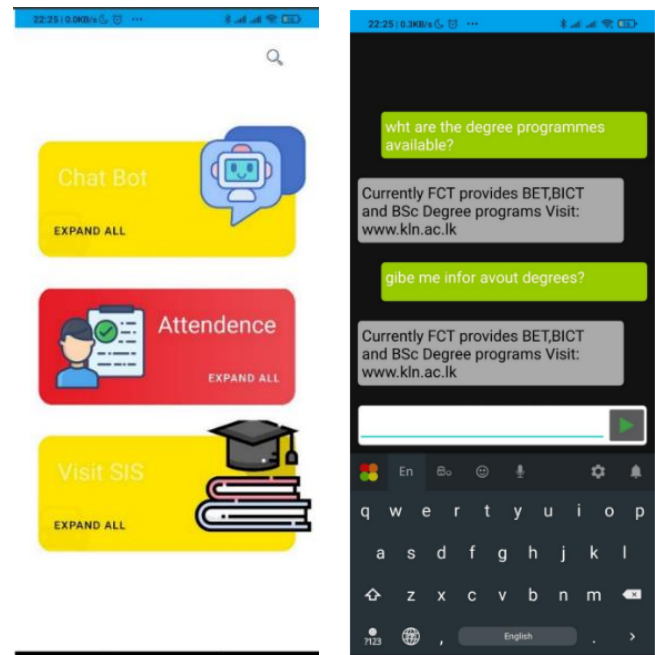 22:25 | 0.0KB/s
Chat Bot
EXPAND ALL
Attendence
EXPAND ALL
Visit SIS
EXPAND ALL
22:25 | 0.3KB/s
wht are the degree programmes
available?
Currently FCT provides BET,BICT
and BSc Degree programs Visit:
www.kln.ac.lk
gibe me infor avout degrees?
Currently FCT provides BET,BICT
and BSc Degree programs Visit:
www.kln.ac.lk
En
q w e r t y u i o p
a s d f g h j k l
z x c v b n m
?123 , English . >